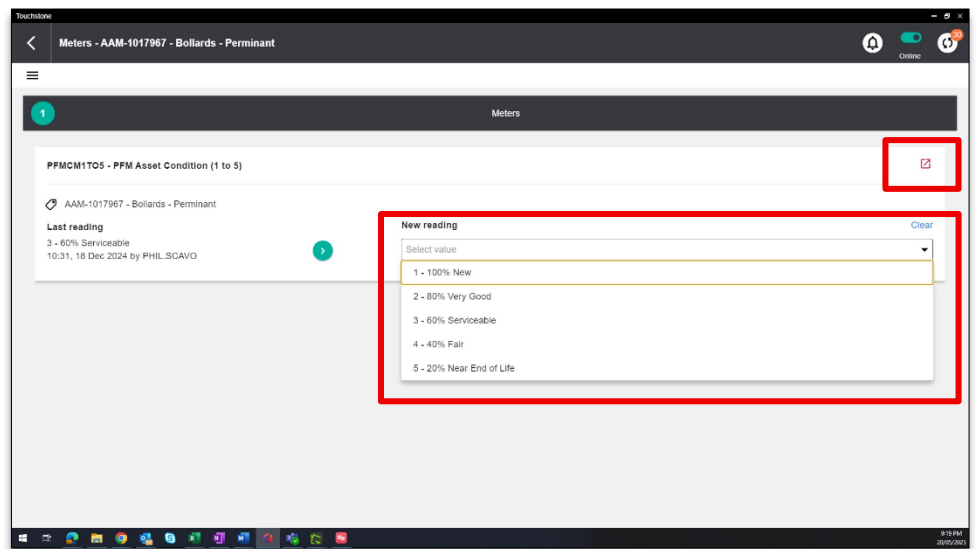 Touchstone
Meters - AAM-1017967 - Bollards - Perminant
30
Online
1
Meters
PFMCM1TO5 - PFM Asset Condition (1 to 5)
AAM-1017967 - Bollards - Perminant
Last reading
3 - 60% Serviceable
10:31, 18 Dec 2024 by PHIL.SCAVO
New reading
Clear
Select value
1 - 100% New
2 - 80% Very Good
3 - 60% Serviceable
4 - 40% Fair
5 - 20% Near End of Life
9:19 PM
20/05/2025